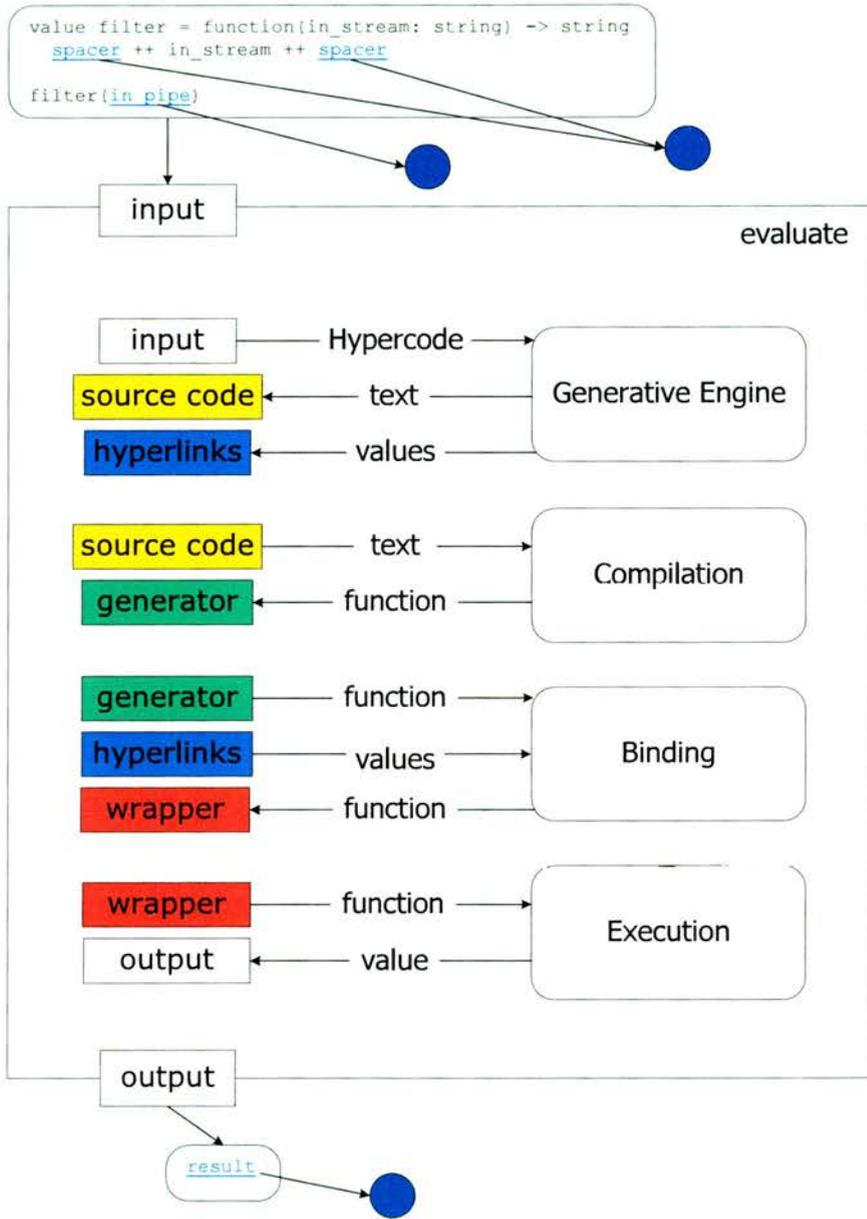 value filter = function(in_stream: string) -> string
spacer ++ in_stream ++ spacer
filter(in_pipe)
input
evaluate
input Hypercode
source code text Generative Engine
hyperlinks values
source code text
Compilation
generator function
generator function
hyperlinks values Binding
wrapper function
wrapper function
Execution
output value
output
result